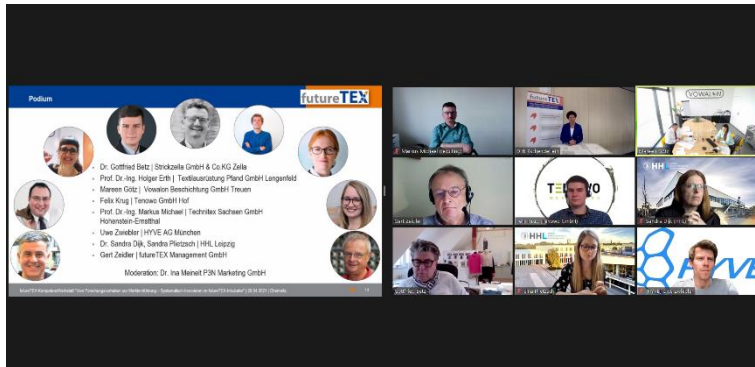 Podium
futureTEX
Dr. Gottfried Betz | Strickzella GmbH & Co.KG Zella
Prof. Dr.-Ing. Holger Erth | Textilausrüstung Pfand GmbH Lengenfeld
Mareen Götz | Vowalon Beschichtung GmbH Treuen
Felix Krug | Tenowo GmbH Hof
Prof. Dr.-Ing. Markus Michael | Technitex Sachsen GmbH
Hohenstein-Ernstthal
Uwe Zwiebler | HYVE AG München
Dr. Sandra Dijk, Sandra Plietzsch | HHL Leipzig
Gert Zeidler | futureTEX Management GmbH
Moderation: Dr. Ina Meinelt P3N Marketing GmbH
futureTEX
VOWALON
Gert Zeidler
HHL
HHL
HYVE